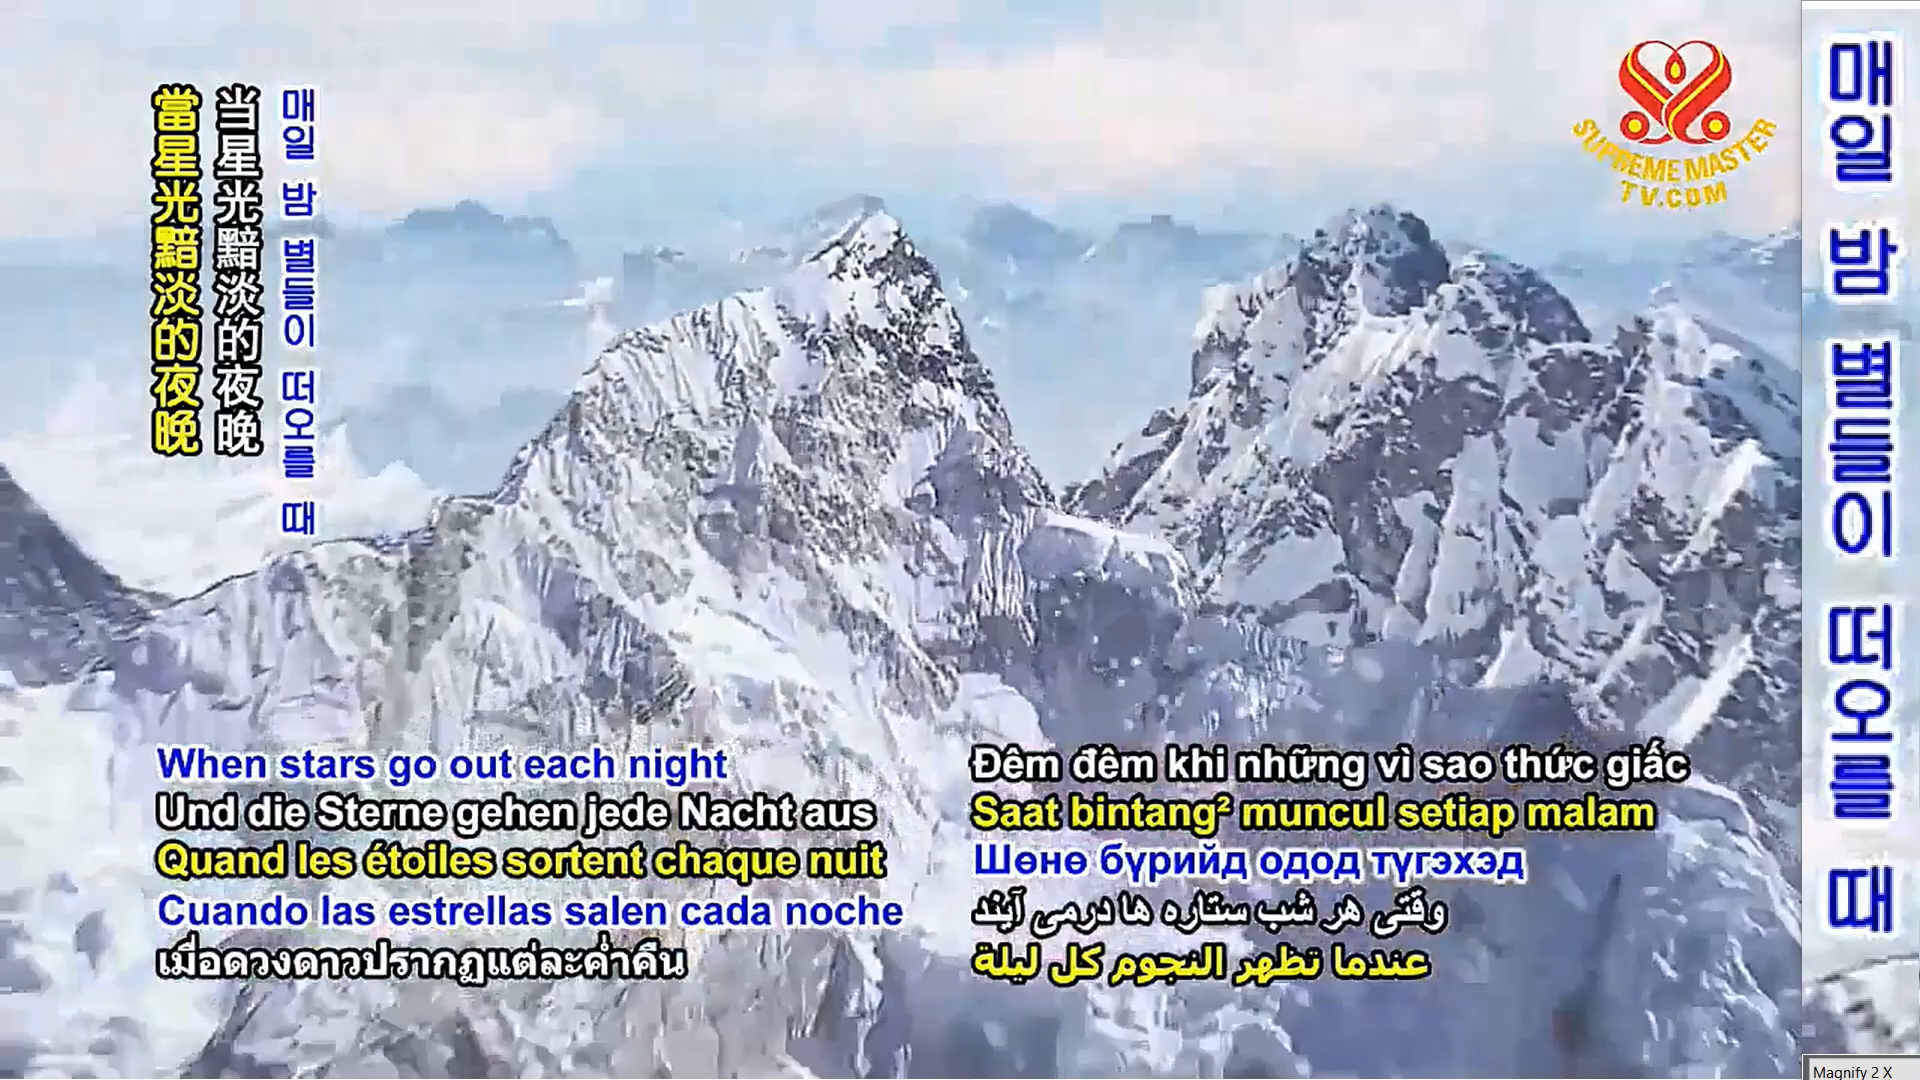 當星光黯淡的夜晚
当星光黯淡的夜晚
매일 밤 별들이 떠오를 때
SUPREME MASTER
TV.COM
When stars go out each night
Und die Sterne gehen jede Nacht aus
Quand les étoiles sortent chaque nuit
Cuando las estrellas salen cada noche
เมื่อดวงดาวปรากฏแต่ละค่ำคืน
Đêm đêm khi những vì sao thức giấc
Saat bintang² muncul setiap malam
Шөнө бүрийд одод түгэхэд
وقتی هر شب ستاره ها درمی آیند
عندما تظهر النجوم كل ليلة
매일 밤 별들이 떠오를 때
Magnify 2 X